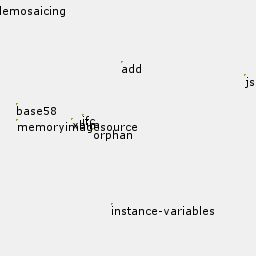 demosaicing
add
js
base58
memoryimagesource
orphan
instance-variables